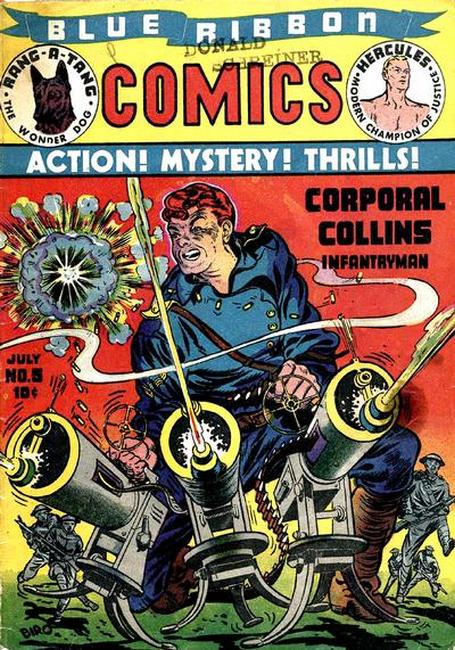 BLUE RIBBON
DONALD
SCHREINER
RANG-A-TANG
THE WONDER DOG
COMICS
HERCULES
MODERN CHAMPION OF JUSTICE
ACTION! MYSTERY! THRILLS!
CORPORAL
COLLINS
INFANTRYMAN
JULY
NO.5
10¢
BIRO